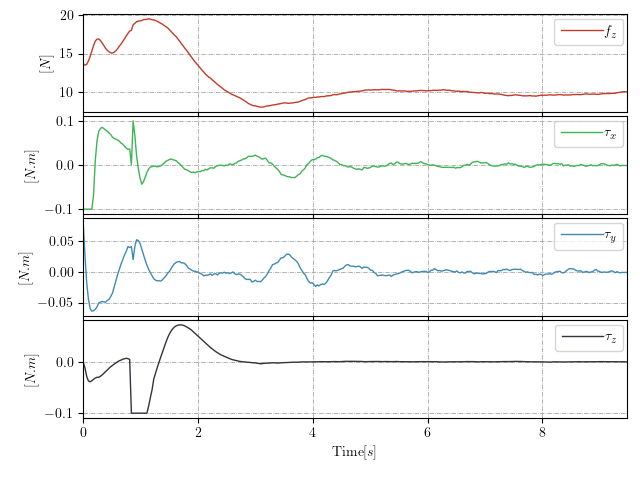 20
15
10
[N]
f_z
0.1
0.0
−0.1
[N.m]
τ_x
0.05
0.00
−0.05
[N.m]
τ_y
0.0
−0.1
[N.m]
τ_z
0 2 4 6 8
Time[s]